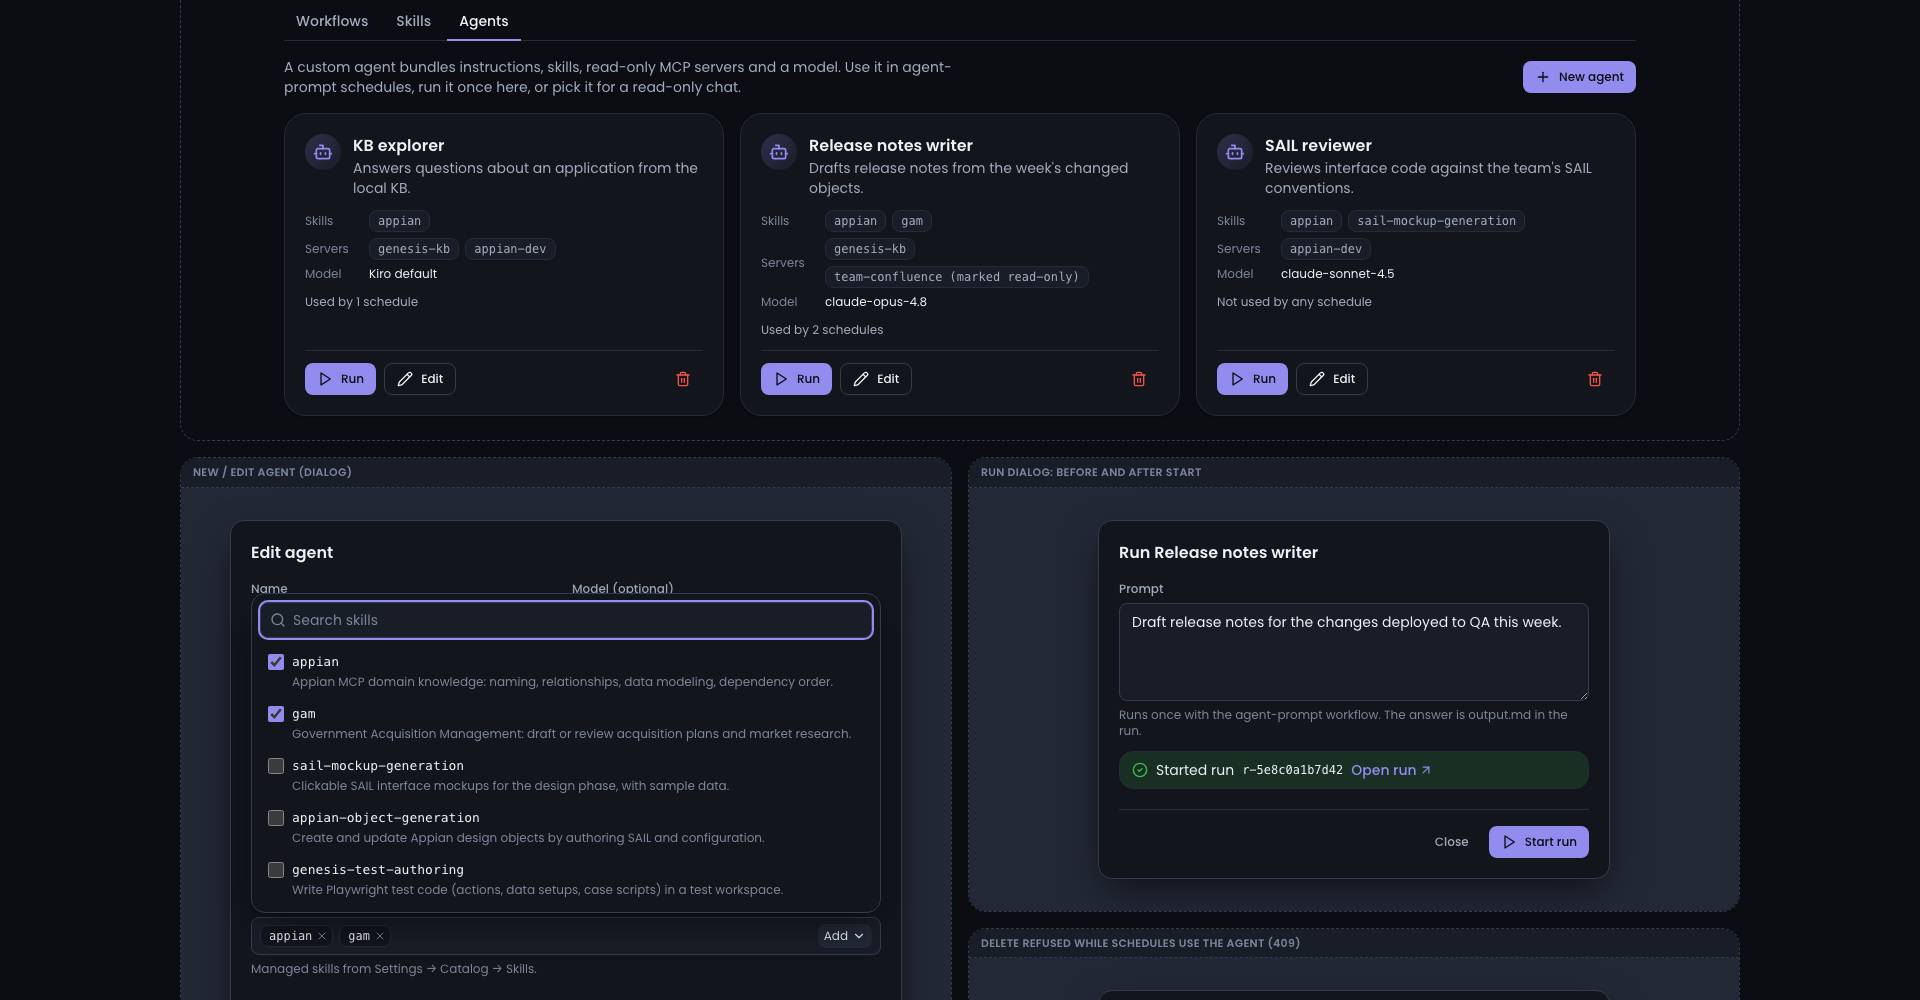 Workflows Skills Agents
A custom agent bundles instructions, skills, read-only MCP servers and a model. Use it in agent-
prompt schedules, run it once here, or pick it for a read-only chat.
New agent
KB explorer
Answers questions about an application from the
local KB.
Skills appian
Servers genesis-kb appian-dev
Model Kiro default
Used by 1 schedule
Run Edit
Release notes writer
Drafts release notes from the week's changed
objects.
Skills appian gam
genesis-kb
Servers
team-confluence (marked read-only)
Model claude-opus-4.8
Used by 2 schedules
Run Edit
SAIL reviewer
Reviews interface code against the team's SAIL
conventions.
Skills appian sail-mockup-generation
Servers appian-dev
Model claude-sonnet-4.5
Not used by any schedule
Run Edit
NEW / EDIT AGENT (DIALOG)
Edit agent
Name Model (optional)
Search skills
appian
Appian MCP domain knowledge: naming, relationships, data modeling, dependency order.
gam
Government Acquisition Management: draft or review acquisition plans and market research.
sail-mockup-generation
Clickable SAIL interface mockups for the design phase, with sample data.
appian-object-generation
Create and update Appian design objects by authoring SAIL and configuration.
genesis-test-authoring
Write Playwright test code (actions, data setups, case scripts) in a test workspace.
appian × gam × Add
Managed skills from Settings → Catalog → Skills.
RUN DIALOG: BEFORE AND AFTER START
Run Release notes writer
Prompt
Draft release notes for the changes deployed to QA this week.
Runs once with the agent-prompt workflow. The answer is output.md in the
run.
Started run r-5e8c0a1b7d42 Open run
Close Start run
DELETE REFUSED WHILE SCHEDULES USE THE AGENT (409)